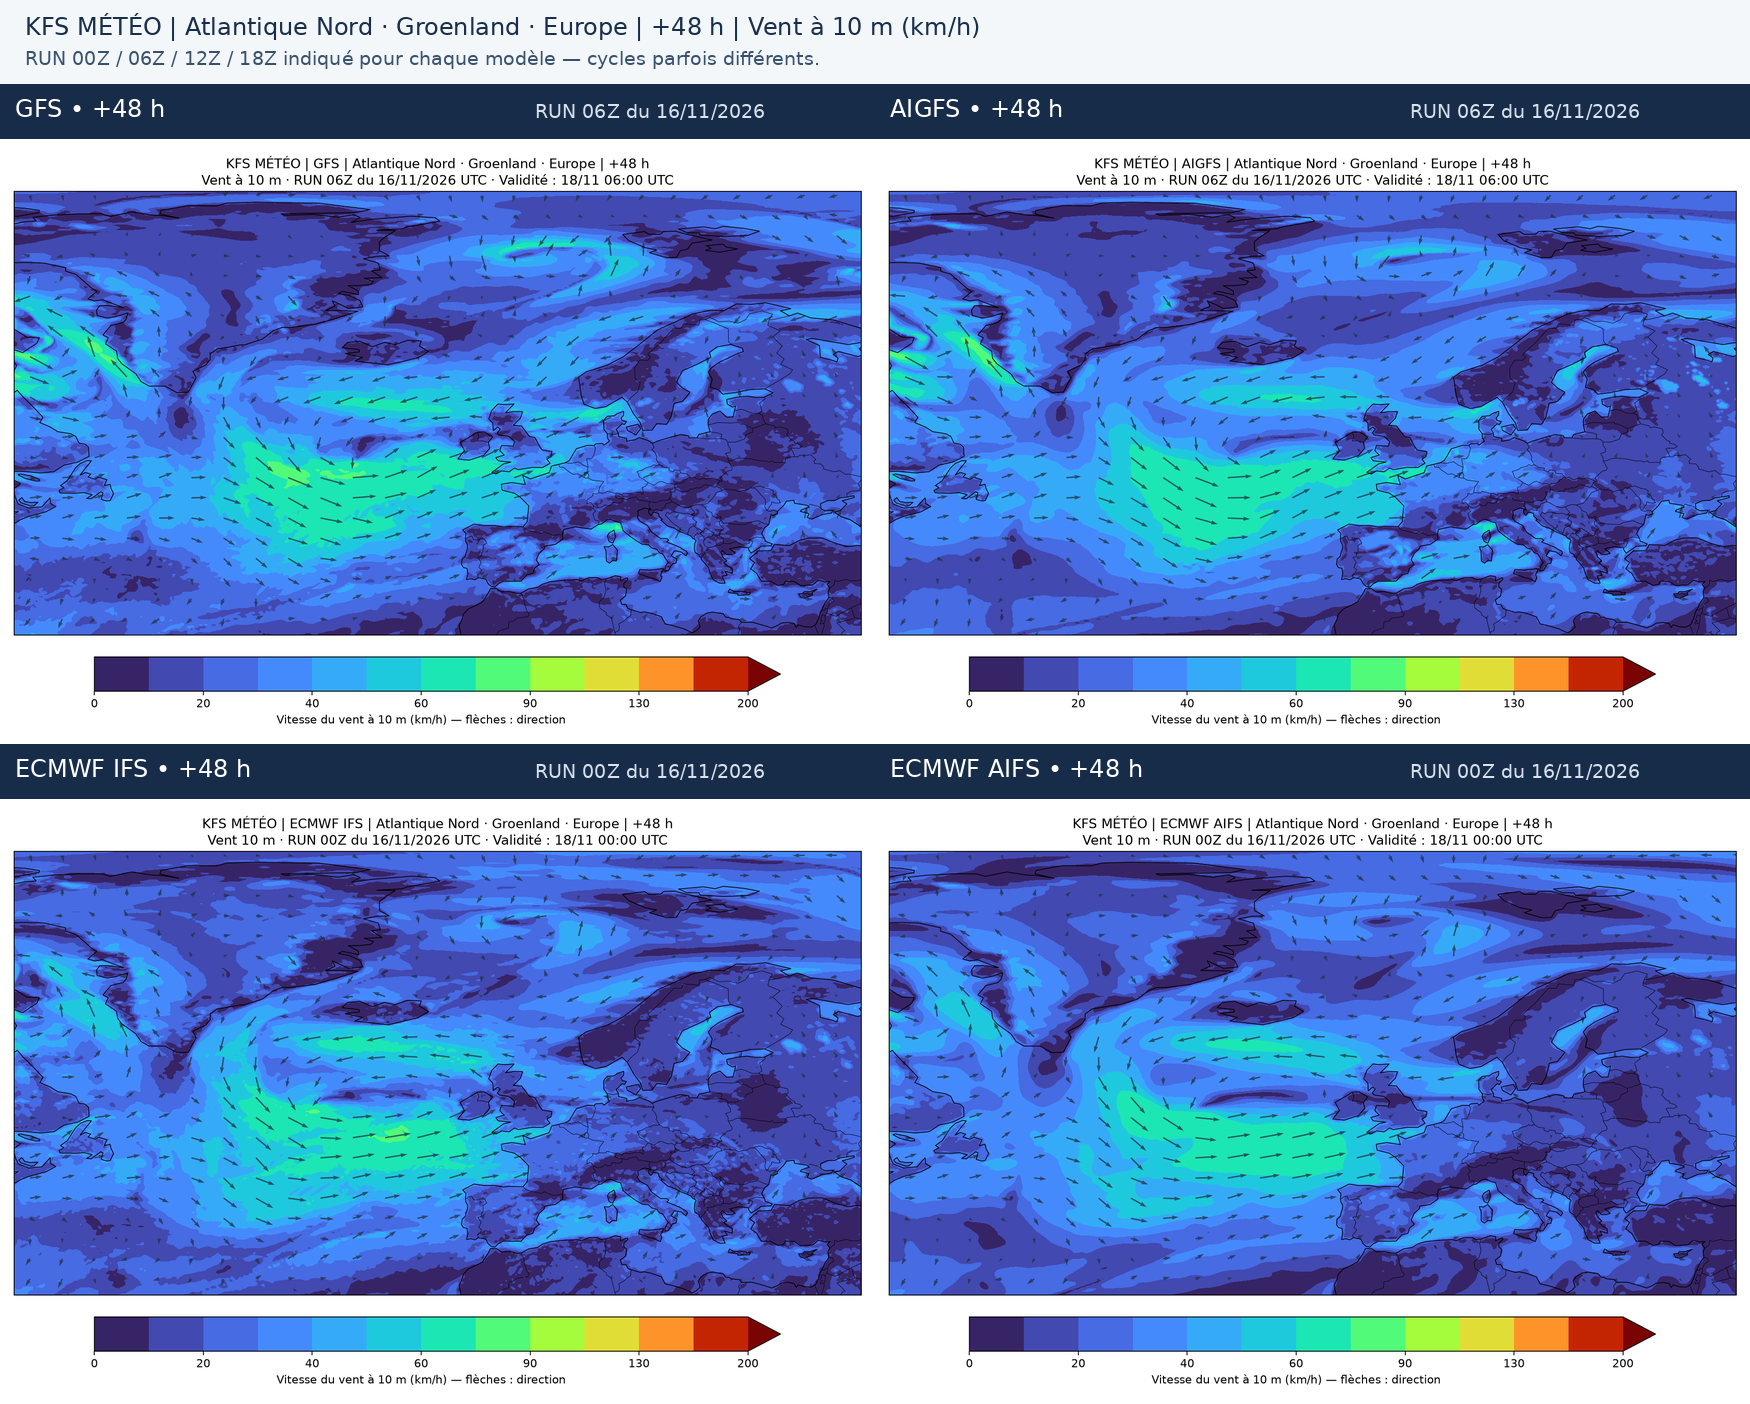 KFS MÉTÉO | Atlantique Nord · Groenland · Europe | +48 h | Vent à 10 m (km/h)
RUN 00Z / 06Z / 12Z / 18Z indiqué pour chaque modèle — cycles parfois différents.
GFS • +48 h
RUN 06Z du 16/11/2026
KFS MÉTÉO | GFS | Atlantique Nord · Groenland · Europe | +48 h
Vent à 10 m · RUN 06Z du 16/11/2026 UTC · Validité : 18/11 06:00 UTC
0 20 40 60 90 130 200
Vitesse du vent à 10 m (km/h) — flèches : direction
AIGFS • +48 h
RUN 06Z du 16/11/2026
KFS MÉTÉO | AIGFS | Atlantique Nord · Groenland · Europe | +48 h
Vent à 10 m · RUN 06Z du 16/11/2026 UTC · Validité : 18/11 06:00 UTC
0 20 40 60 90 130 200
Vitesse du vent à 10 m (km/h) — flèches : direction
ECMWF IFS • +48 h
RUN 00Z du 16/11/2026
KFS MÉTÉO | ECMWF IFS | Atlantique Nord · Groenland · Europe | +48 h
Vent 10 m · RUN 00Z du 16/11/2026 UTC · Validité : 18/11 00:00 UTC
0 20 40 60 90 130 200
Vitesse du vent à 10 m (km/h) — flèches : direction
ECMWF AIFS • +48 h
RUN 00Z du 16/11/2026
KFS MÉTÉO | ECMWF AIFS | Atlantique Nord · Groenland · Europe | +48 h
Vent 10 m · RUN 00Z du 16/11/2026 UTC · Validité : 18/11 00:00 UTC
0 20 40 60 90 130 200
Vitesse du vent à 10 m (km/h) — flèches : direction